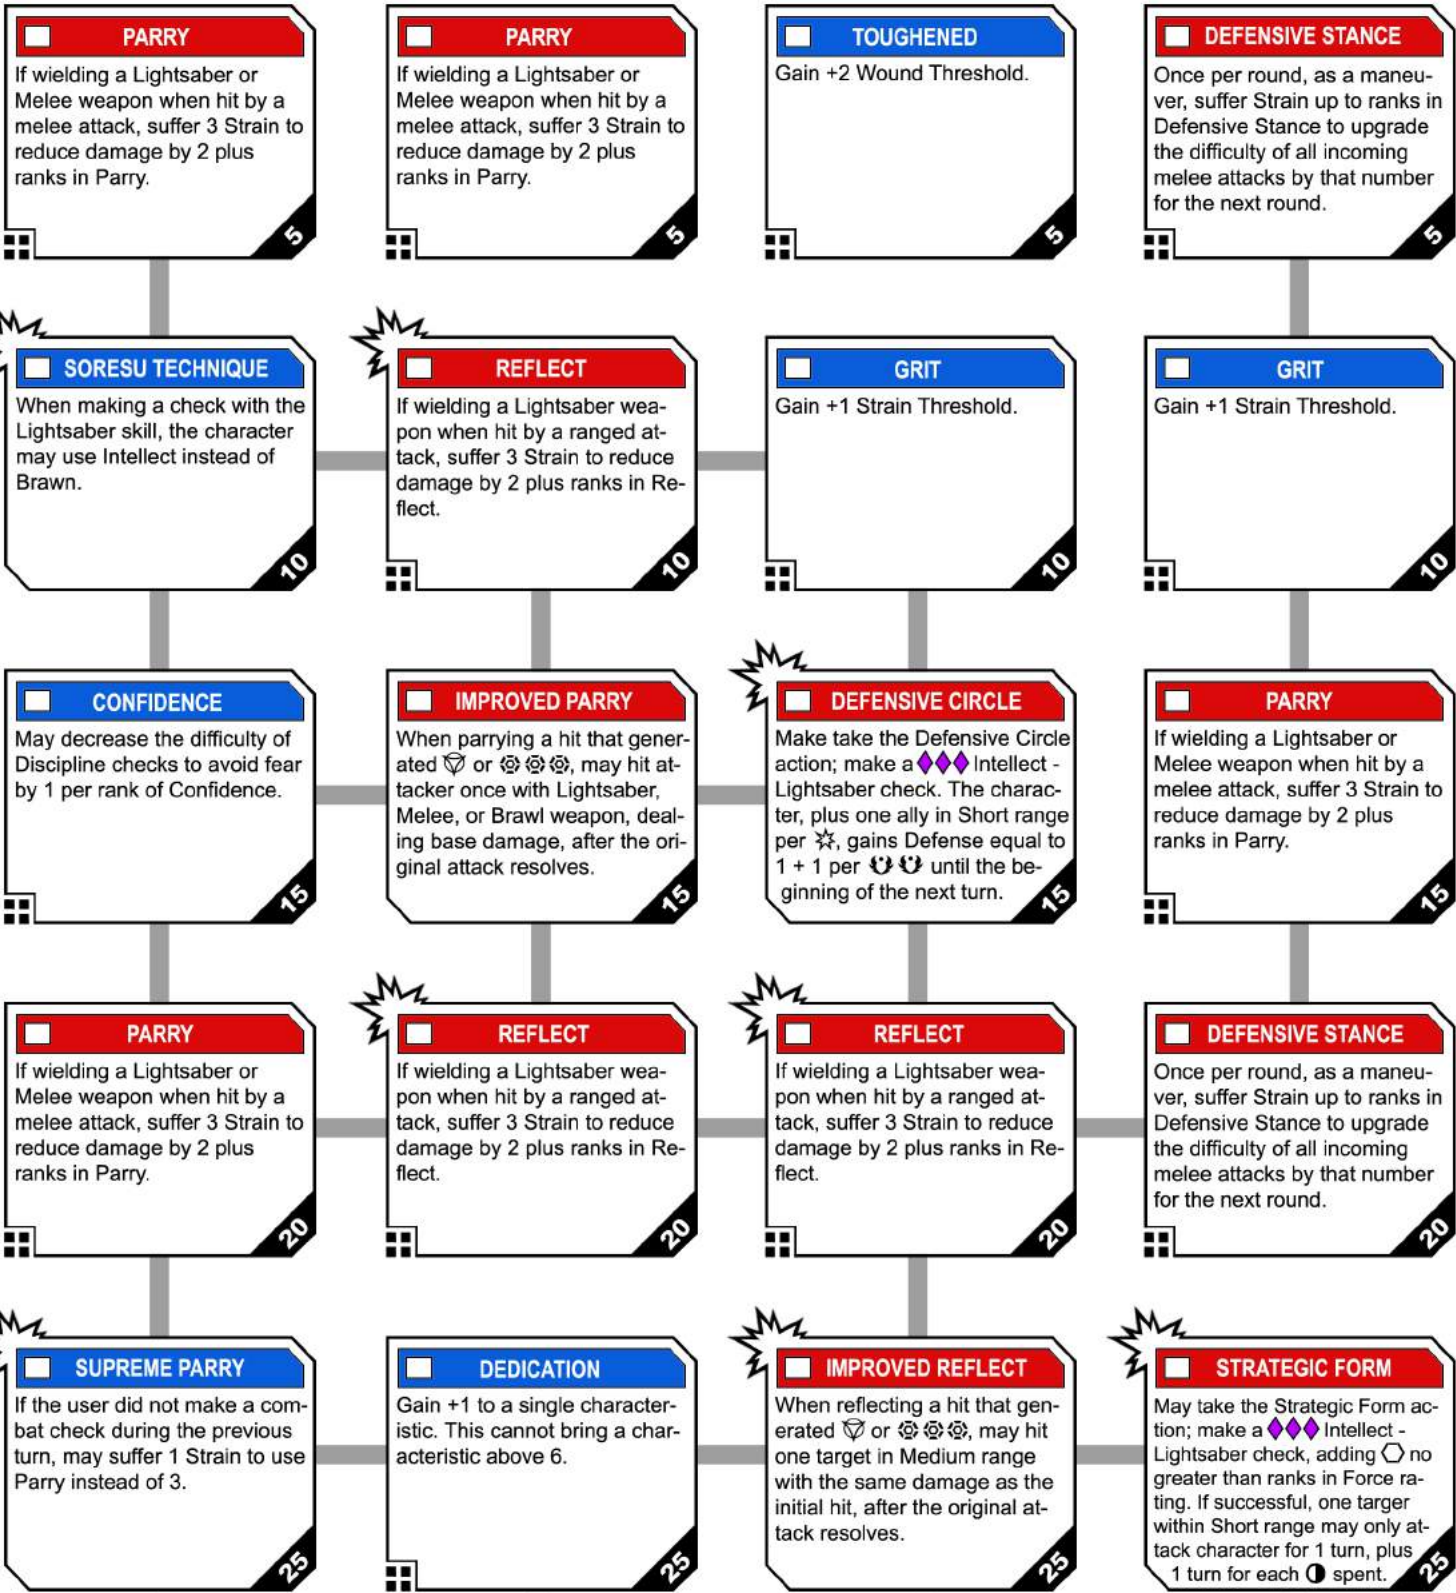 PARRY
If wielding a Lightsaber or
Melee weapon when hit by a
melee attack, suffer 3 Strain to
reduce damage by 2 plus
ranks in Parry.
5
PARRY
If wielding a Lightsaber or
Melee weapon when hit by a
melee attack, suffer 3 Strain to
reduce damage by 2 plus
ranks in Parry.
5
TOUGHENED
Gain +2 Wound Threshold.
5
DEFENSIVE STANCE
Once per round, as a maneu-
ver, suffer Strain up to ranks in
Defensive Stance to upgrade
the difficulty of all incoming
melee attacks by that number
for the next round.
5
SORESU TECHNIQUE
When making a check with the
Lightsaber skill, the character
may use Intellect instead of
Brawn.
10
REFLECT
If wielding a Lightsaber wea-
pon when hit by a ranged at-
tack, suffer 3 Strain to reduce
damage by 2 plus ranks in Re-
flect.
10
GRIT
Gain +1 Strain Threshold.
10
GRIT
Gain +1 Strain Threshold.
10
CONFIDENCE
May decrease the difficulty of
Discipline checks to avoid fear
by 1 per rank of Confidence.
15
IMPROVED PARRY
When parrying a hit that gener-
ated or , may hit at-
tacker once with Lightsaber,
Melee, or Brawl weapon, deal-
ing base damage, after the ori-
ginal attack resolves.
15
DEFENSIVE CIRCLE
Make take the Defensive Circle
action; make a Intellect -
Lightsaber check. The charac-
ter, plus one ally in Short range
per , gains Defense equal to
1 + 1 per until the be-
ginning of the next turn.
15
PARRY
If wielding a Lightsaber or
Melee weapon when hit by a
melee attack, suffer 3 Strain to
reduce damage by 2 plus
ranks in Parry.
15
PARRY
If wielding a Lightsaber or
Melee weapon when hit by a
melee attack, suffer 3 Strain to
reduce damage by 2 plus
ranks in Parry.
20
REFLECT
If wielding a Lightsaber wea-
pon when hit by a ranged at-
tack, suffer 3 Strain to reduce
damage by 2 plus ranks in Re-
flect.
20
REFLECT
If wielding a Lightsaber wea-
pon when hit by a ranged at-
tack, suffer 3 Strain to reduce
damage by 2 plus ranks in Re-
flect.
20
DEFENSIVE STANCE
Once per round, as a maneu-
ver, suffer Strain up to ranks in
Defensive Stance to upgrade
the difficulty of all incoming
melee attacks by that number
for the next round.
20
SUPREME PARRY
If the user did not make a com-
bat check during the previous
turn, may suffer 1 Strain to use
Parry instead of 3.
25
DEDICATION
Gain +1 to a single character-
istic. This cannot bring a char-
acteristic above 6.
25
IMPROVED REFLECT
When reflecting a hit that gen-
erated or , may hit
one target in Medium range
with the same damage as the
initial hit, after the original at-
tack resolves.
25
STRATEGIC FORM
May take the Strategic Form ac-
tion; make a Intellect -
Lightsaber check, adding no
greater than ranks in Force ra-
ting. If successful, one targer
within Short range may only at-
tack character for 1 turn, plus
1 turn for each spent.
25